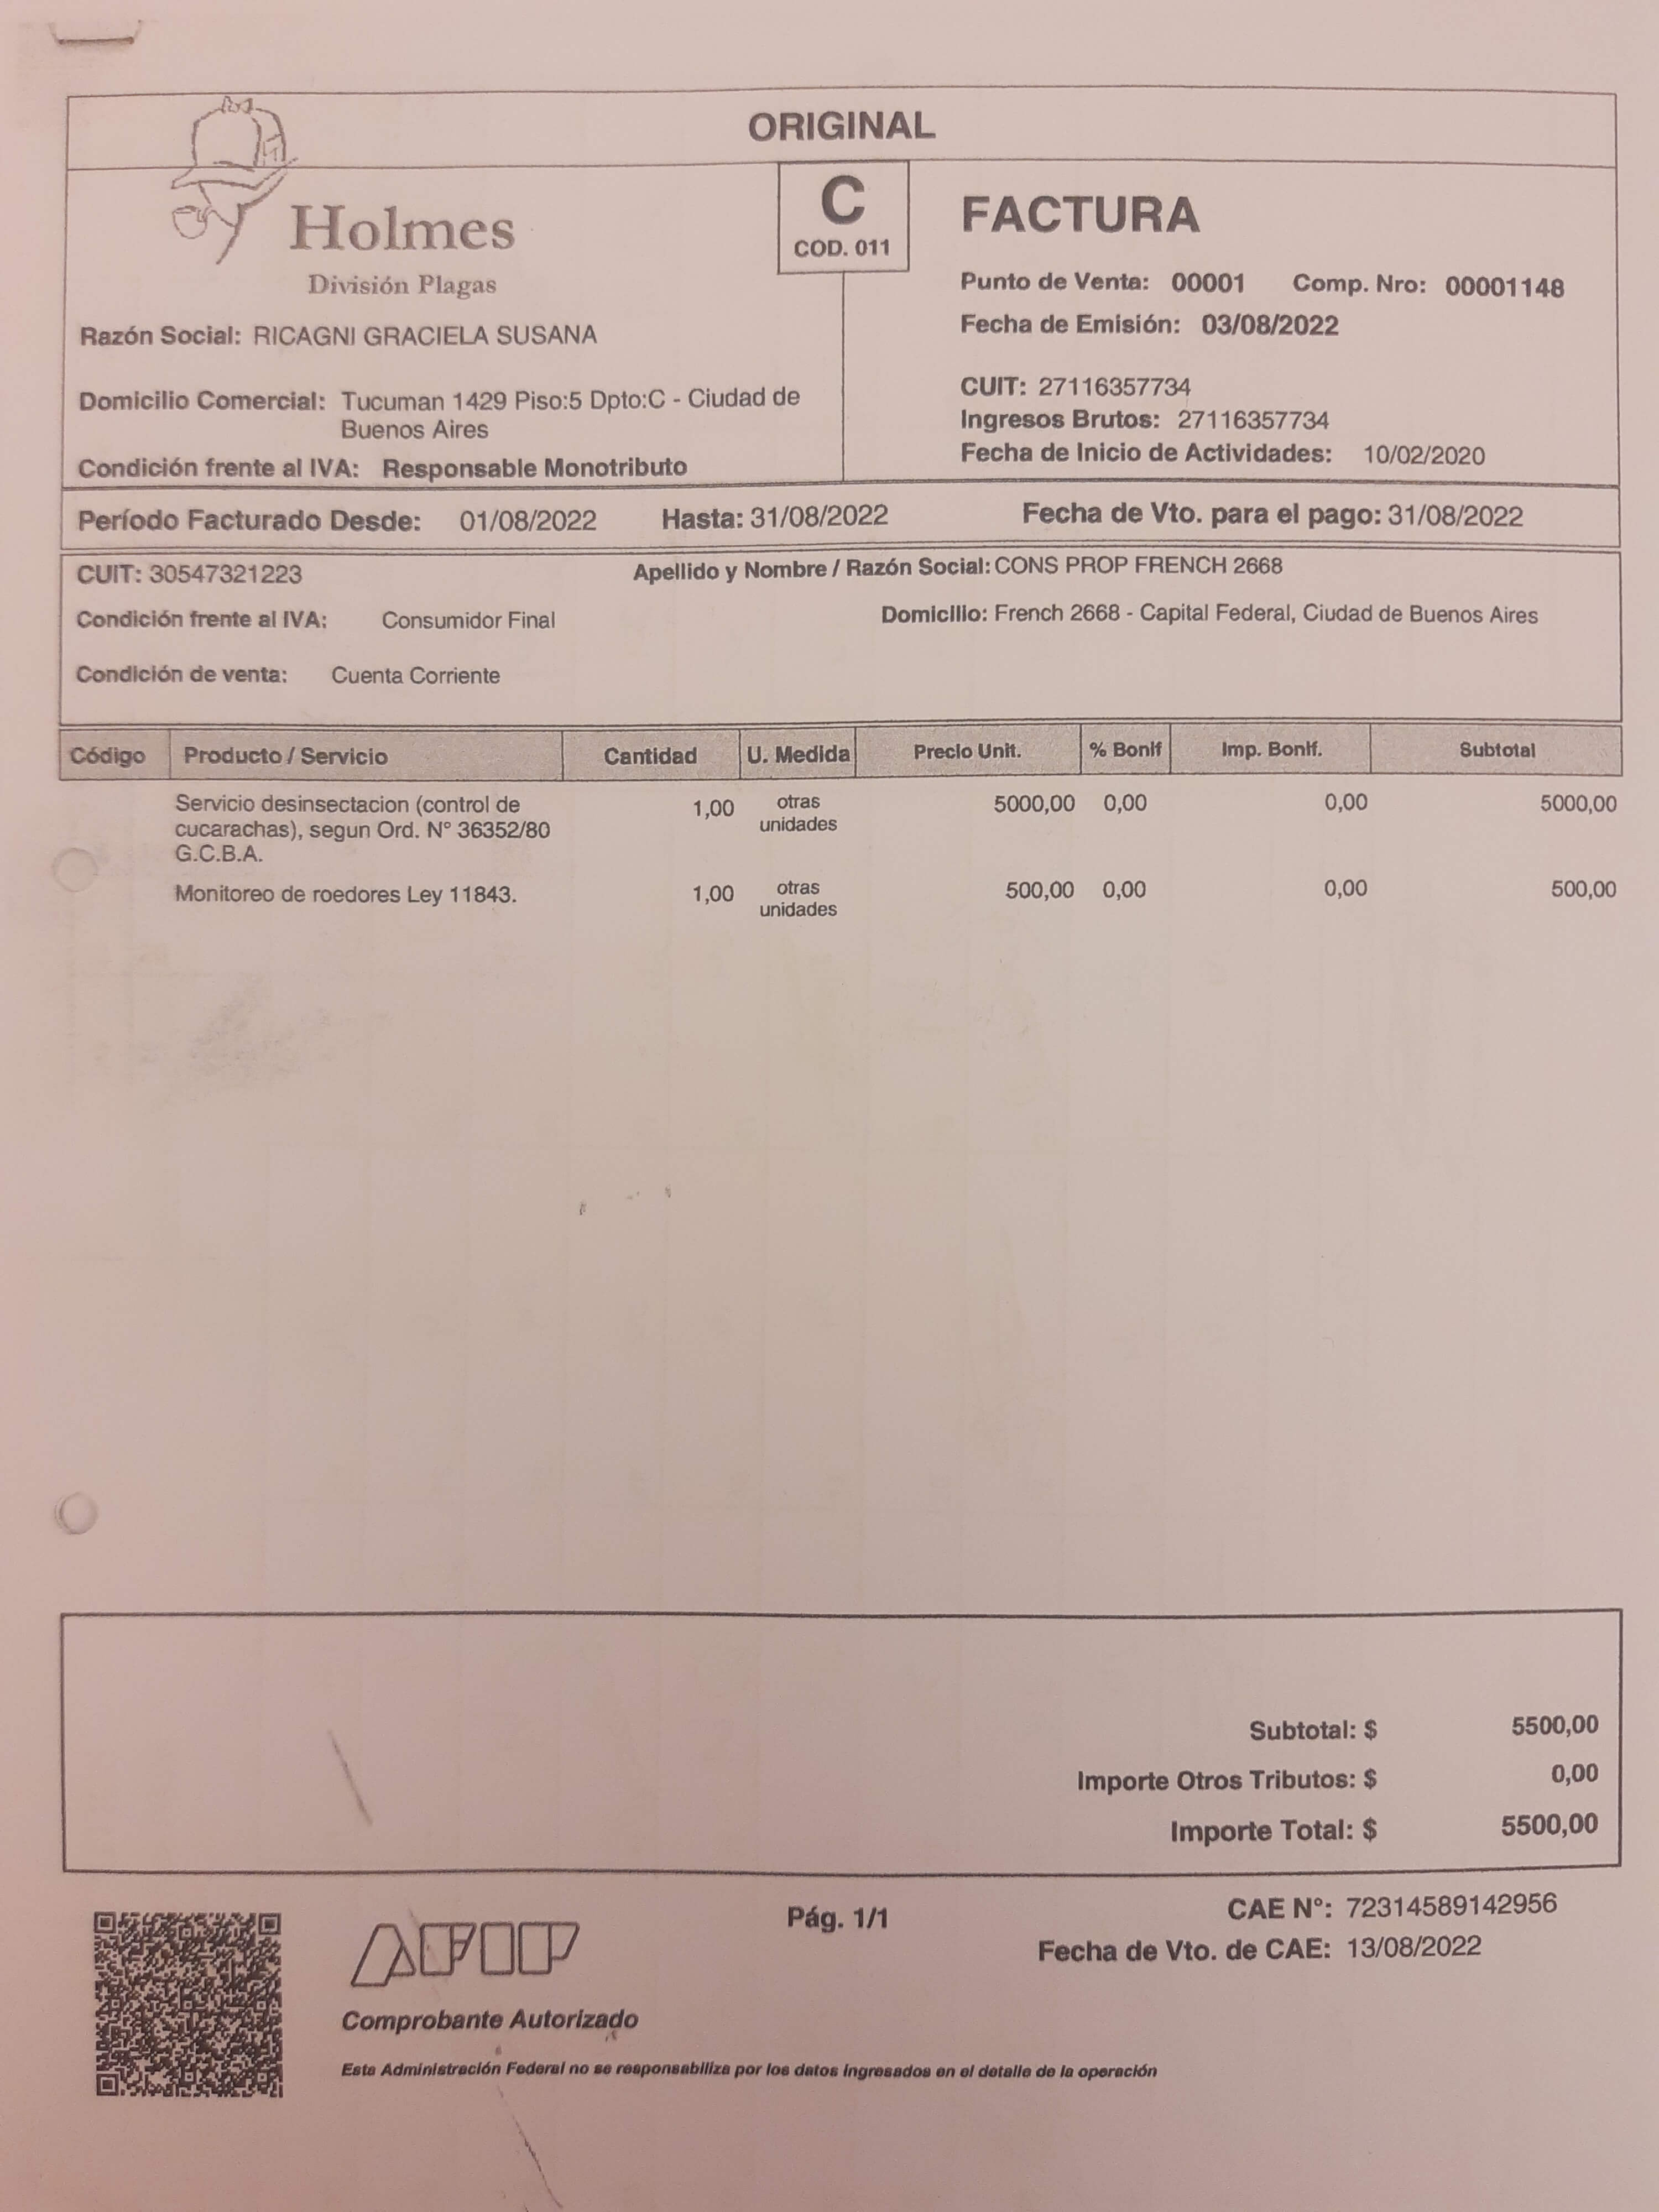 ORIGINAL
Holmes
División Plagas
C
COD. 011
FACTURA
Punto de Venta: 00001 Comp. Nro: 00001148
Fecha de Emisión: 03/08/2022
Razón Social: RICAGNI GRACIELA SUSANA
Domicilio Comercial: Tucuman 1429 Piso:5 Dpto:C - Ciudad de
Buenos Aires
Condición frente al IVA: Responsable Monotributo
CUIT: 27116357734
Ingresos Brutos: 27116357734
Fecha de Inicio de Actividades: 10/02/2020
Período Facturado Desde: 01/08/2022 Hasta: 31/08/2022 Fecha de Vto. para el pago: 31/08/2022
CUIT: 30547321223 Apellido y Nombre / Razón Social: CONS PROP FRENCH 2668
Condición frente al IVA: Consumidor Final Domicilio: French 2668 - Capital Federal, Ciudad de Buenos Aires
Condición de venta: Cuenta Corriente
Código Producto / Servicio Cantidad U. Medida Precio Unit. % Bonif Imp. Bonif. Subtotal
Servicio desinsectacion (control de 1,00 otras 5000,00 0,00 0,00 5000,00
cucarachas), segun Ord. N° 36352/80 unidades
G.C.B.A.
Monitoreo de roedores Ley 11843. 1,00 otras 500,00 0,00 0,00 500,00
unidades
Subtotal: $ 5500,00
Importe Otros Tributos: $ 0,00
Importe Total: $ 5500,00
AFIP
Pág. 1/1
CAE N°: 72314589142956
Fecha de Vto. de CAE: 13/08/2022
Comprobante Autorizado
Esta Administración Federal no se responsabiliza por los datos ingresados en el detalle de la operación